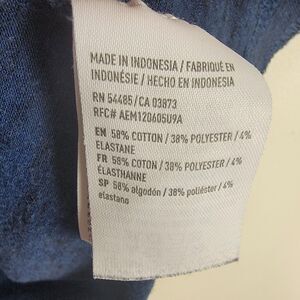 MADE IN INDONESIA / FABRIQUÉ EN
INDONÉSIE / HECHO EN INDONESIA
RN 54485/CA 03873
RFC# AEM120605U9A
EN 58% COTTON / 38% POLYESTER / 4%
ELASTANE
FR 58% COTTON / 38% POLYESTER / 4%
ÉLASTHANNE
SP 58% algodón / 38% poliéster / 4%
elastano